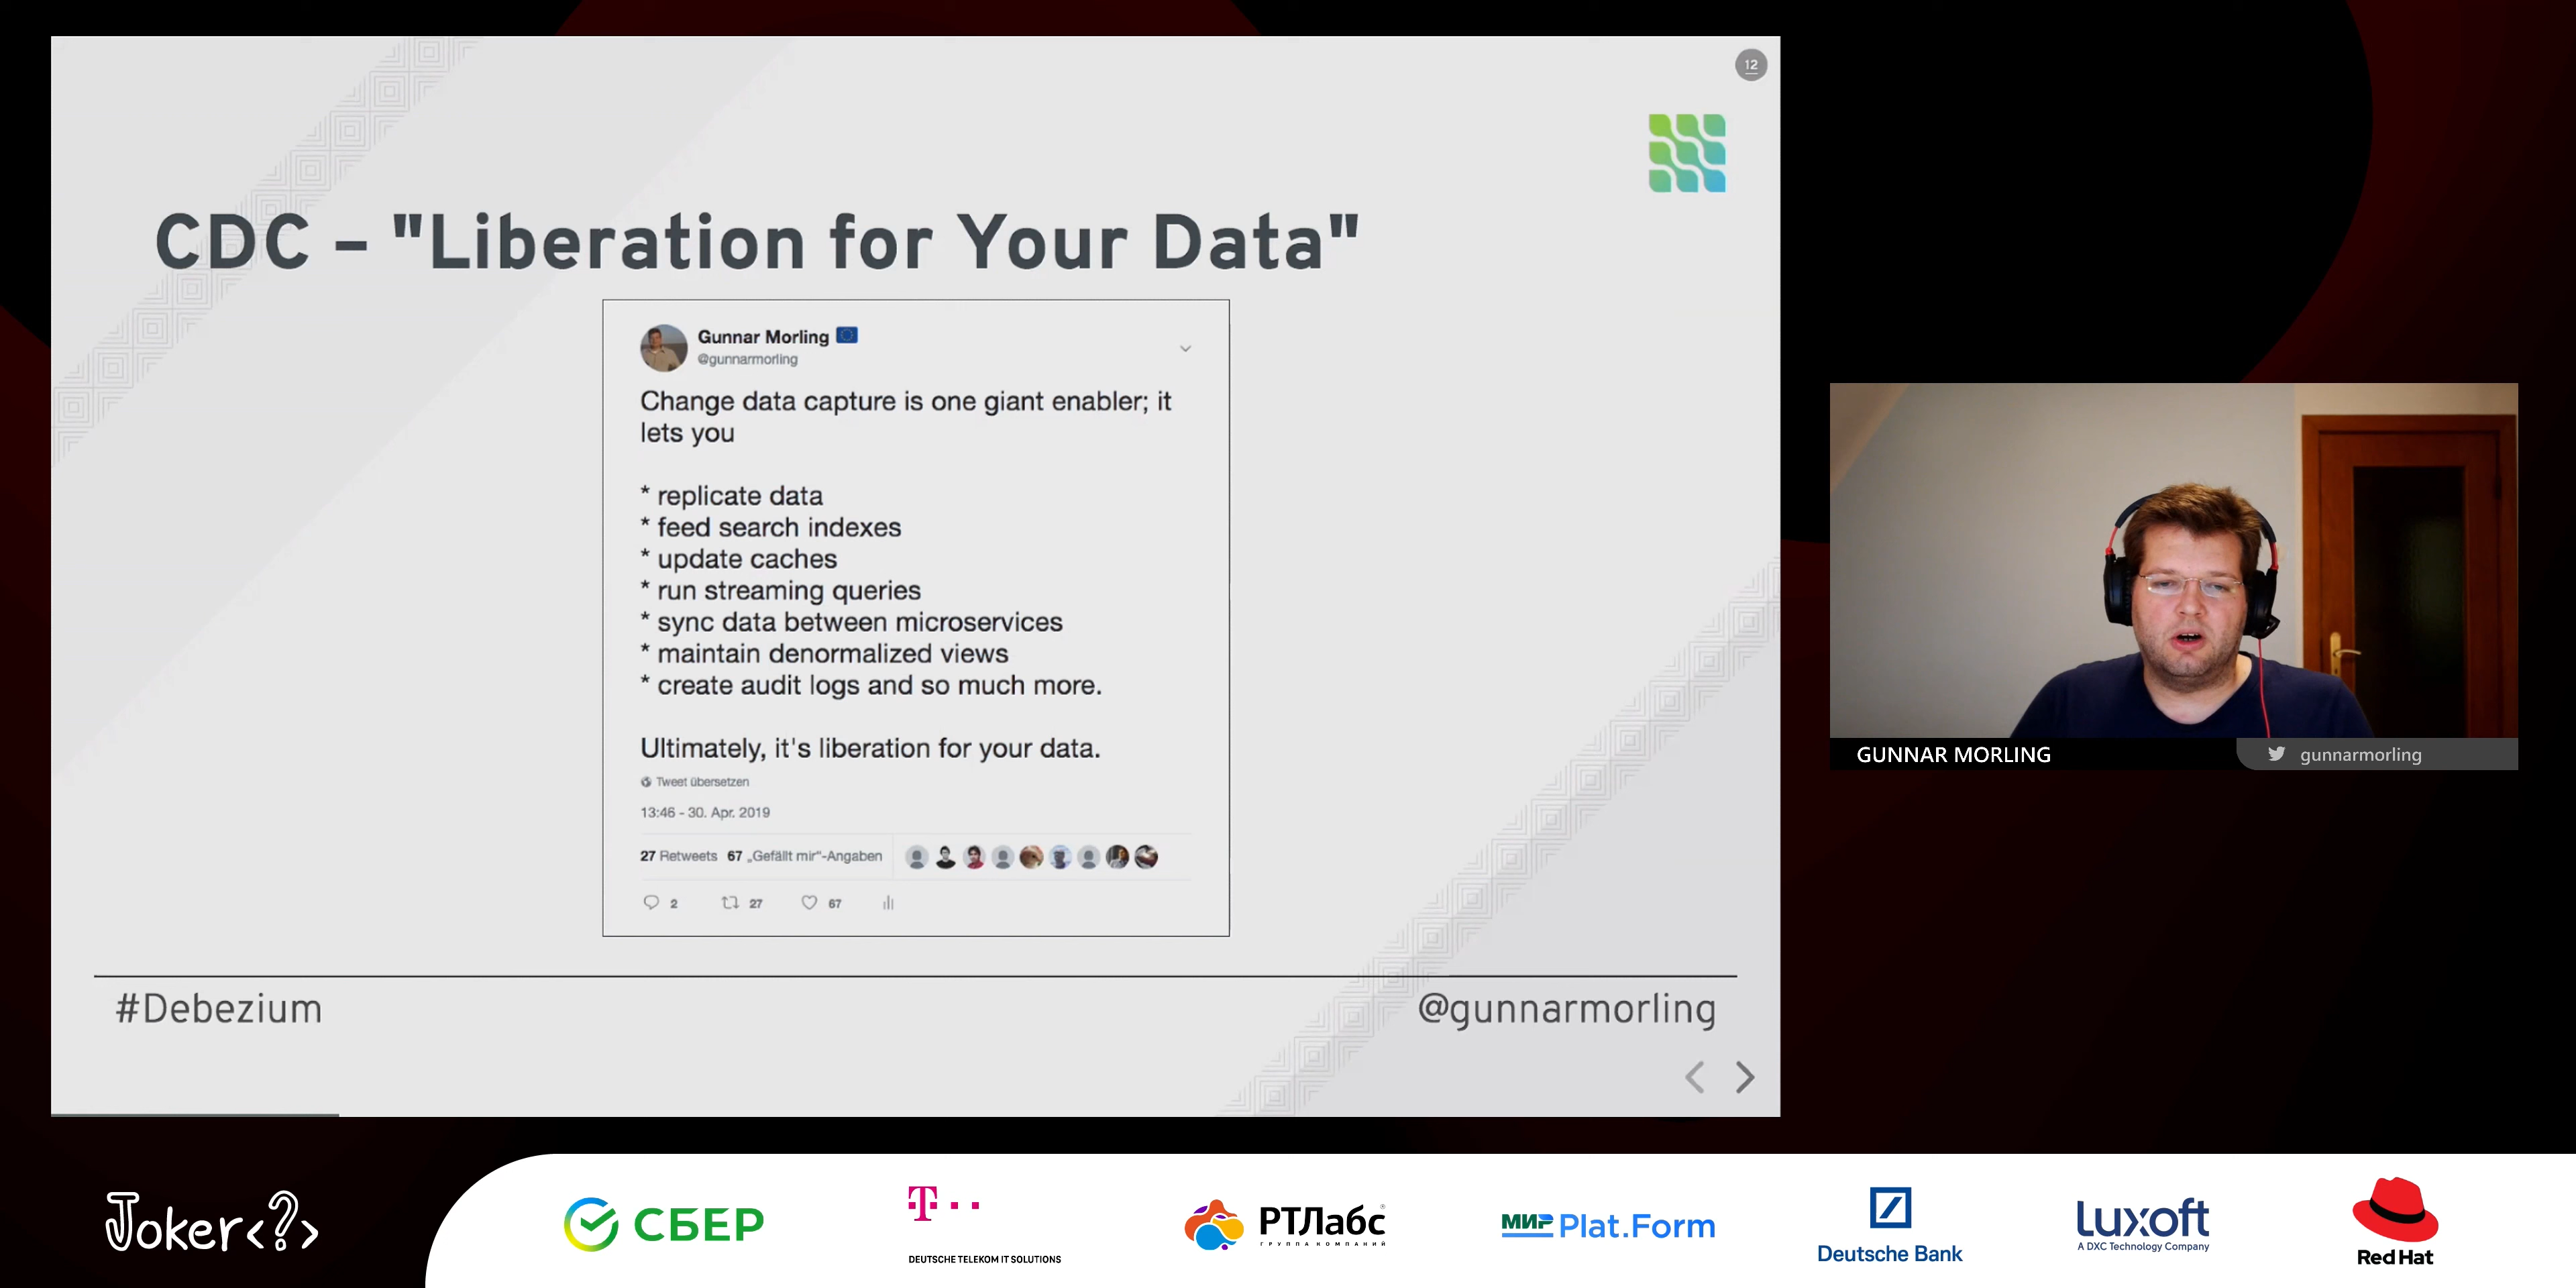 12
CDC – "Liberation for Your Data"
Gunnar Morling
@gunnarmorling
Change data capture is one giant enabler; it
lets you
* replicate data
* feed search indexes
* update caches
* run streaming queries
* sync data between microservices
* maintain denormalized views
* create audit logs and so much more.
Ultimately, it's liberation for your data.
Tweet übersetzen
13:46 - 30. Apr. 2019
27 Retweets 67 „Gefällt mir“-Angaben
2 27 67
#Debezium
@gunnarmorling
GUNNAR MORLING
gunnarmorling
Joker<?>
СБЕР
T
DEUTSCHE TELEKOM IT SOLUTIONS
РТЛабс
ГРУППА КОМПАНИЙ
МИР Plat.Form
Deutsche Bank
Luxoft
A DXC Technology Company
Red Hat